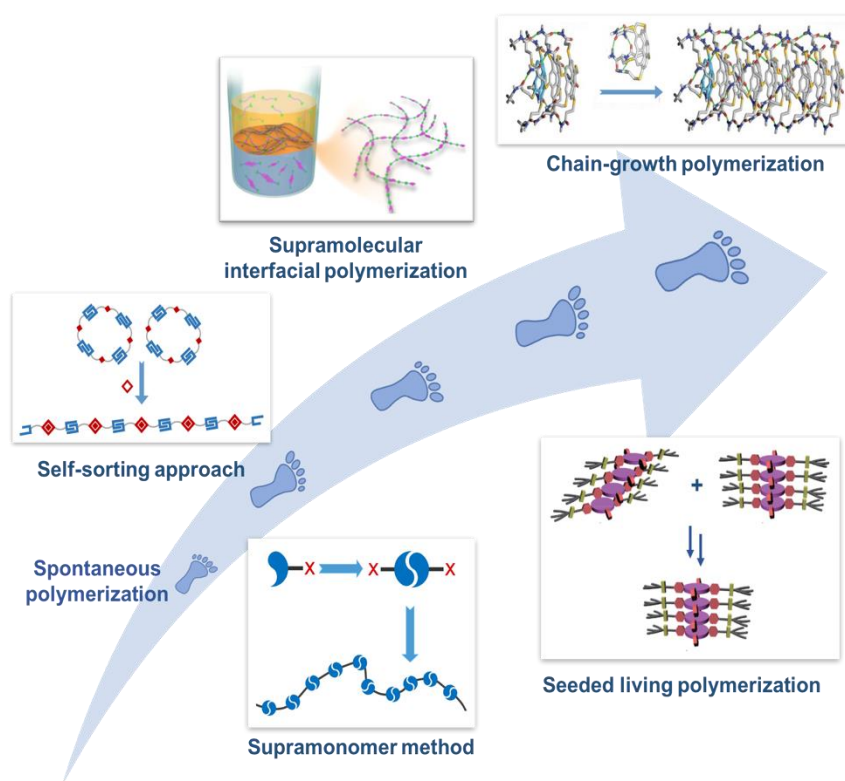 Chain-growth polymerization
Supramolecular
interfacial polymerization
Self-sorting approach
Spontaneous
polymerization
X
X
X
+
Supramonomer method
Seeded living polymerization